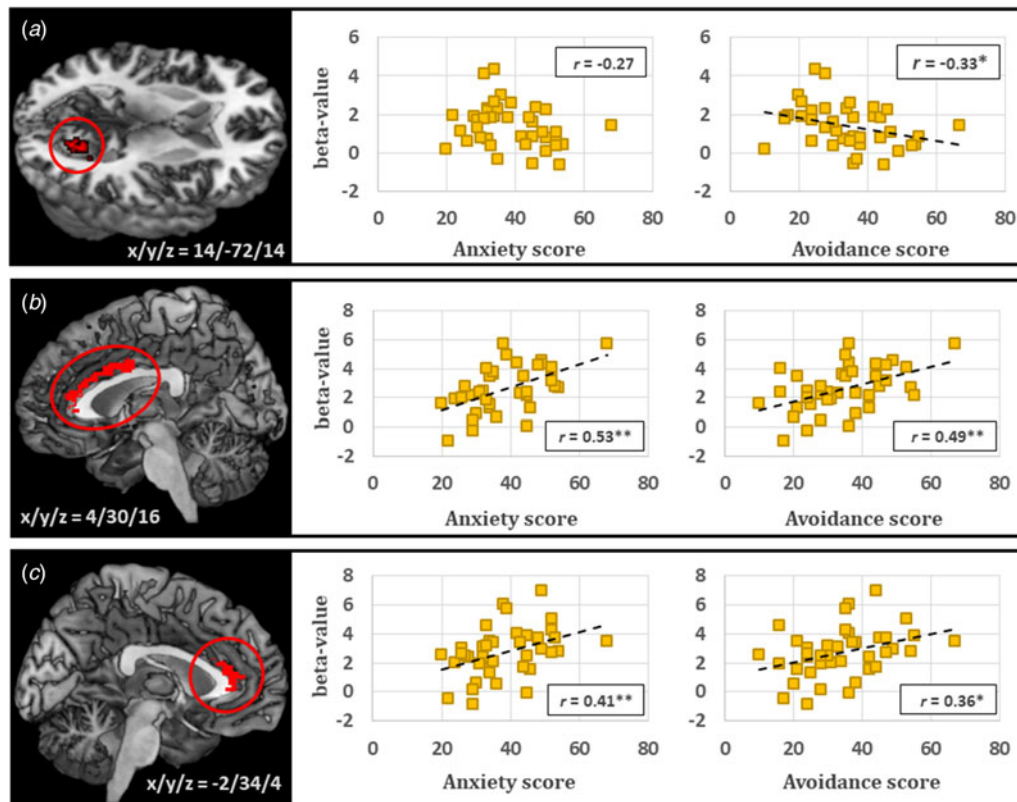 (a)
x/y/z = 14/-72/14
beta-value
6
4
2
0
-2
r = -0.27
0 20 40 60 80
Anxiety score
6
4
2
0
-2
r = -0.33*
0 20 40 60 80
Avoidance score
(b)
x/y/z = 4/30/16
beta-value
8
6
4
2
0
-2
r = 0.53**
0 20 40 60 80
Anxiety score
8
6
4
2
0
-2
r = 0.49**
0 20 40 60 80
Avoidance score
(c)
x/y/z = -2/34/4
beta-value
8
6
4
2
0
-2
r = 0.41**
0 20 40 60 80
Anxiety score
8
6
4
2
0
-2
r = 0.36*
0 20 40 60 80
Avoidance score